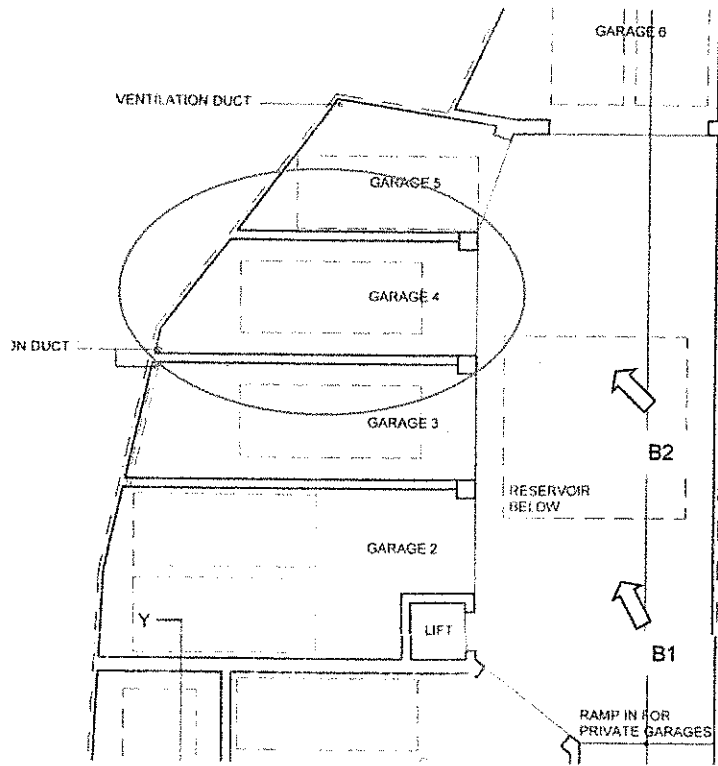 GARAGE 6
VENTILATION DUCT
GARAGE 5
GARAGE 4
ON DUCT
GARAGE 3
B2
RESERVOIR
BELOW
GARAGE 2
Y
LIFT
B1
RAMP IN FOR
PRIVATE GARAGES